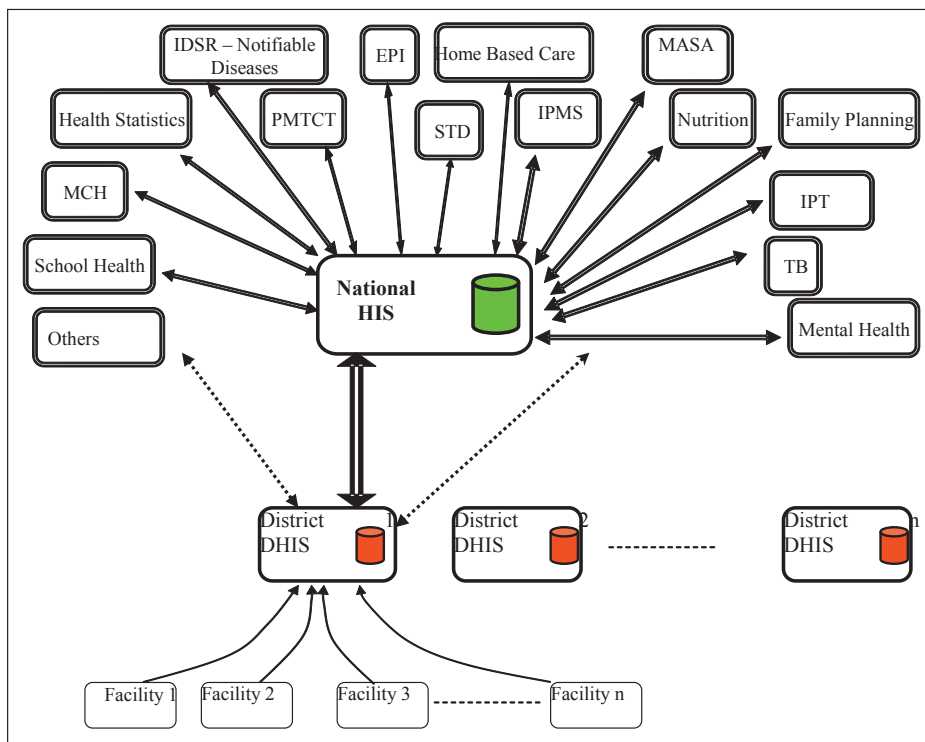 IDSR – Notifiable
Diseases
EPI
Home Based Care
MASA
Health Statistics
PMTCT
STD
IPMS
Nutrition
Family Planning
MCH
IPT
School Health
TB
National
HIS
Others
Mental Health
District 1
DHIS
District 2
DHIS
District n
DHIS
Facility 1
Facility 2
Facility 3
Facility n